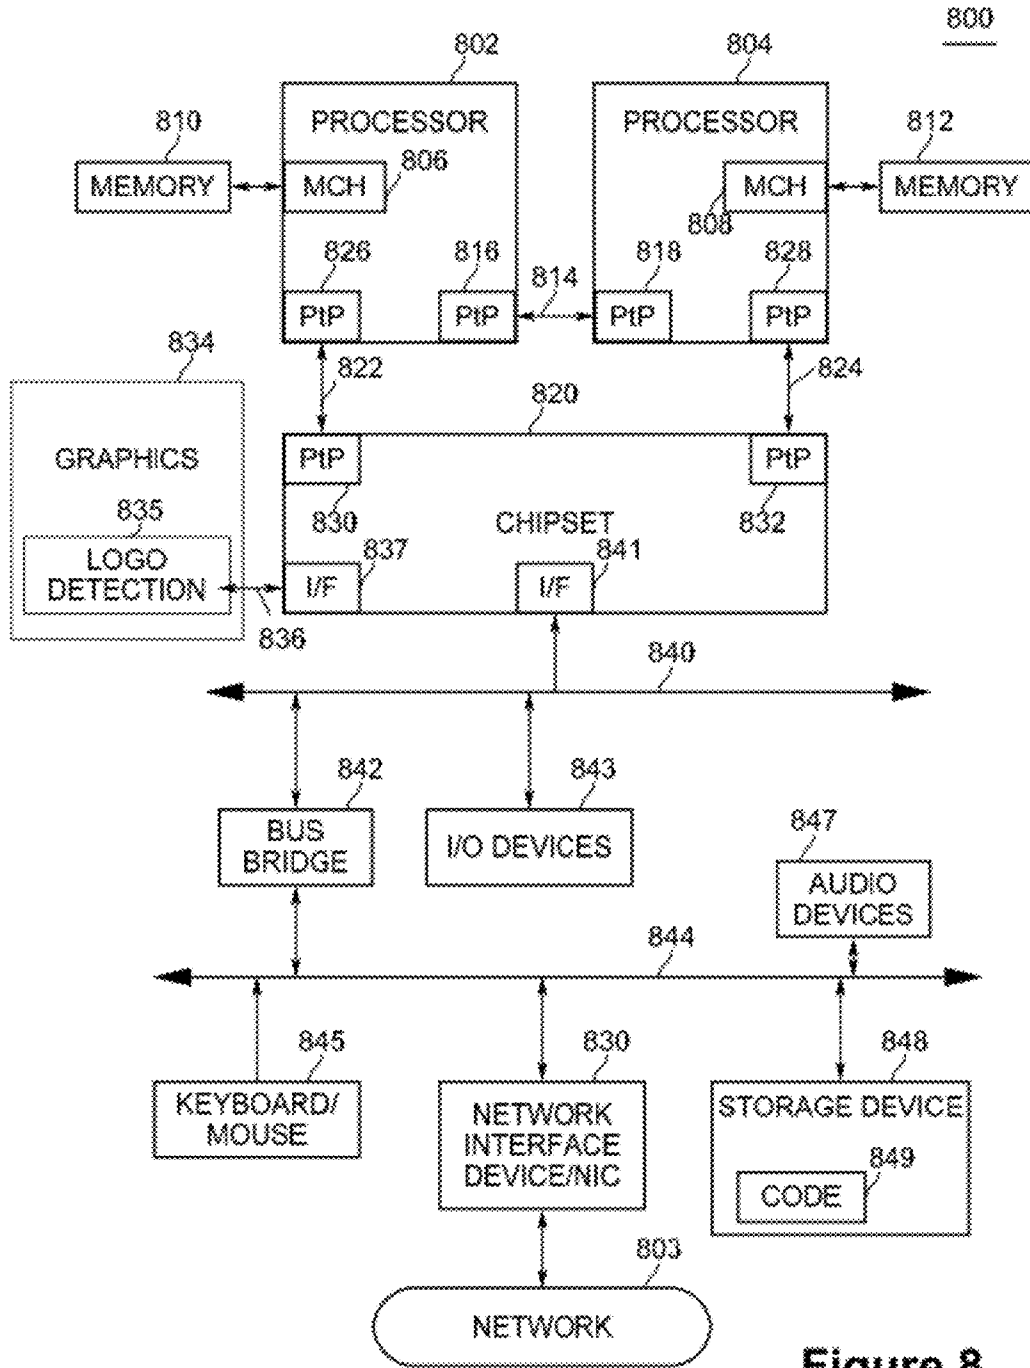 800
802
804
PROCESSOR
PROCESSOR
810
812
MEMORY
MCH
806
MCH
808
MEMORY
826
816
814
818
828
PtP
PtP
PtP
PtP
834
822
824
820
GRAPHICS
PtP
PtP
830
832
CHIPSET
835
837
841
LOGO
DETECTION
I/F
I/F
836
840
842
843
BUS
BRIDGE
I/O DEVICES
847
AUDIO
DEVICES
844
845
830
848
KEYBOARD/
MOUSE
NETWORK
INTERFACE
DEVICE/NIC
STORAGE DEVICE
849
CODE
803
NETWORK
Figure 8